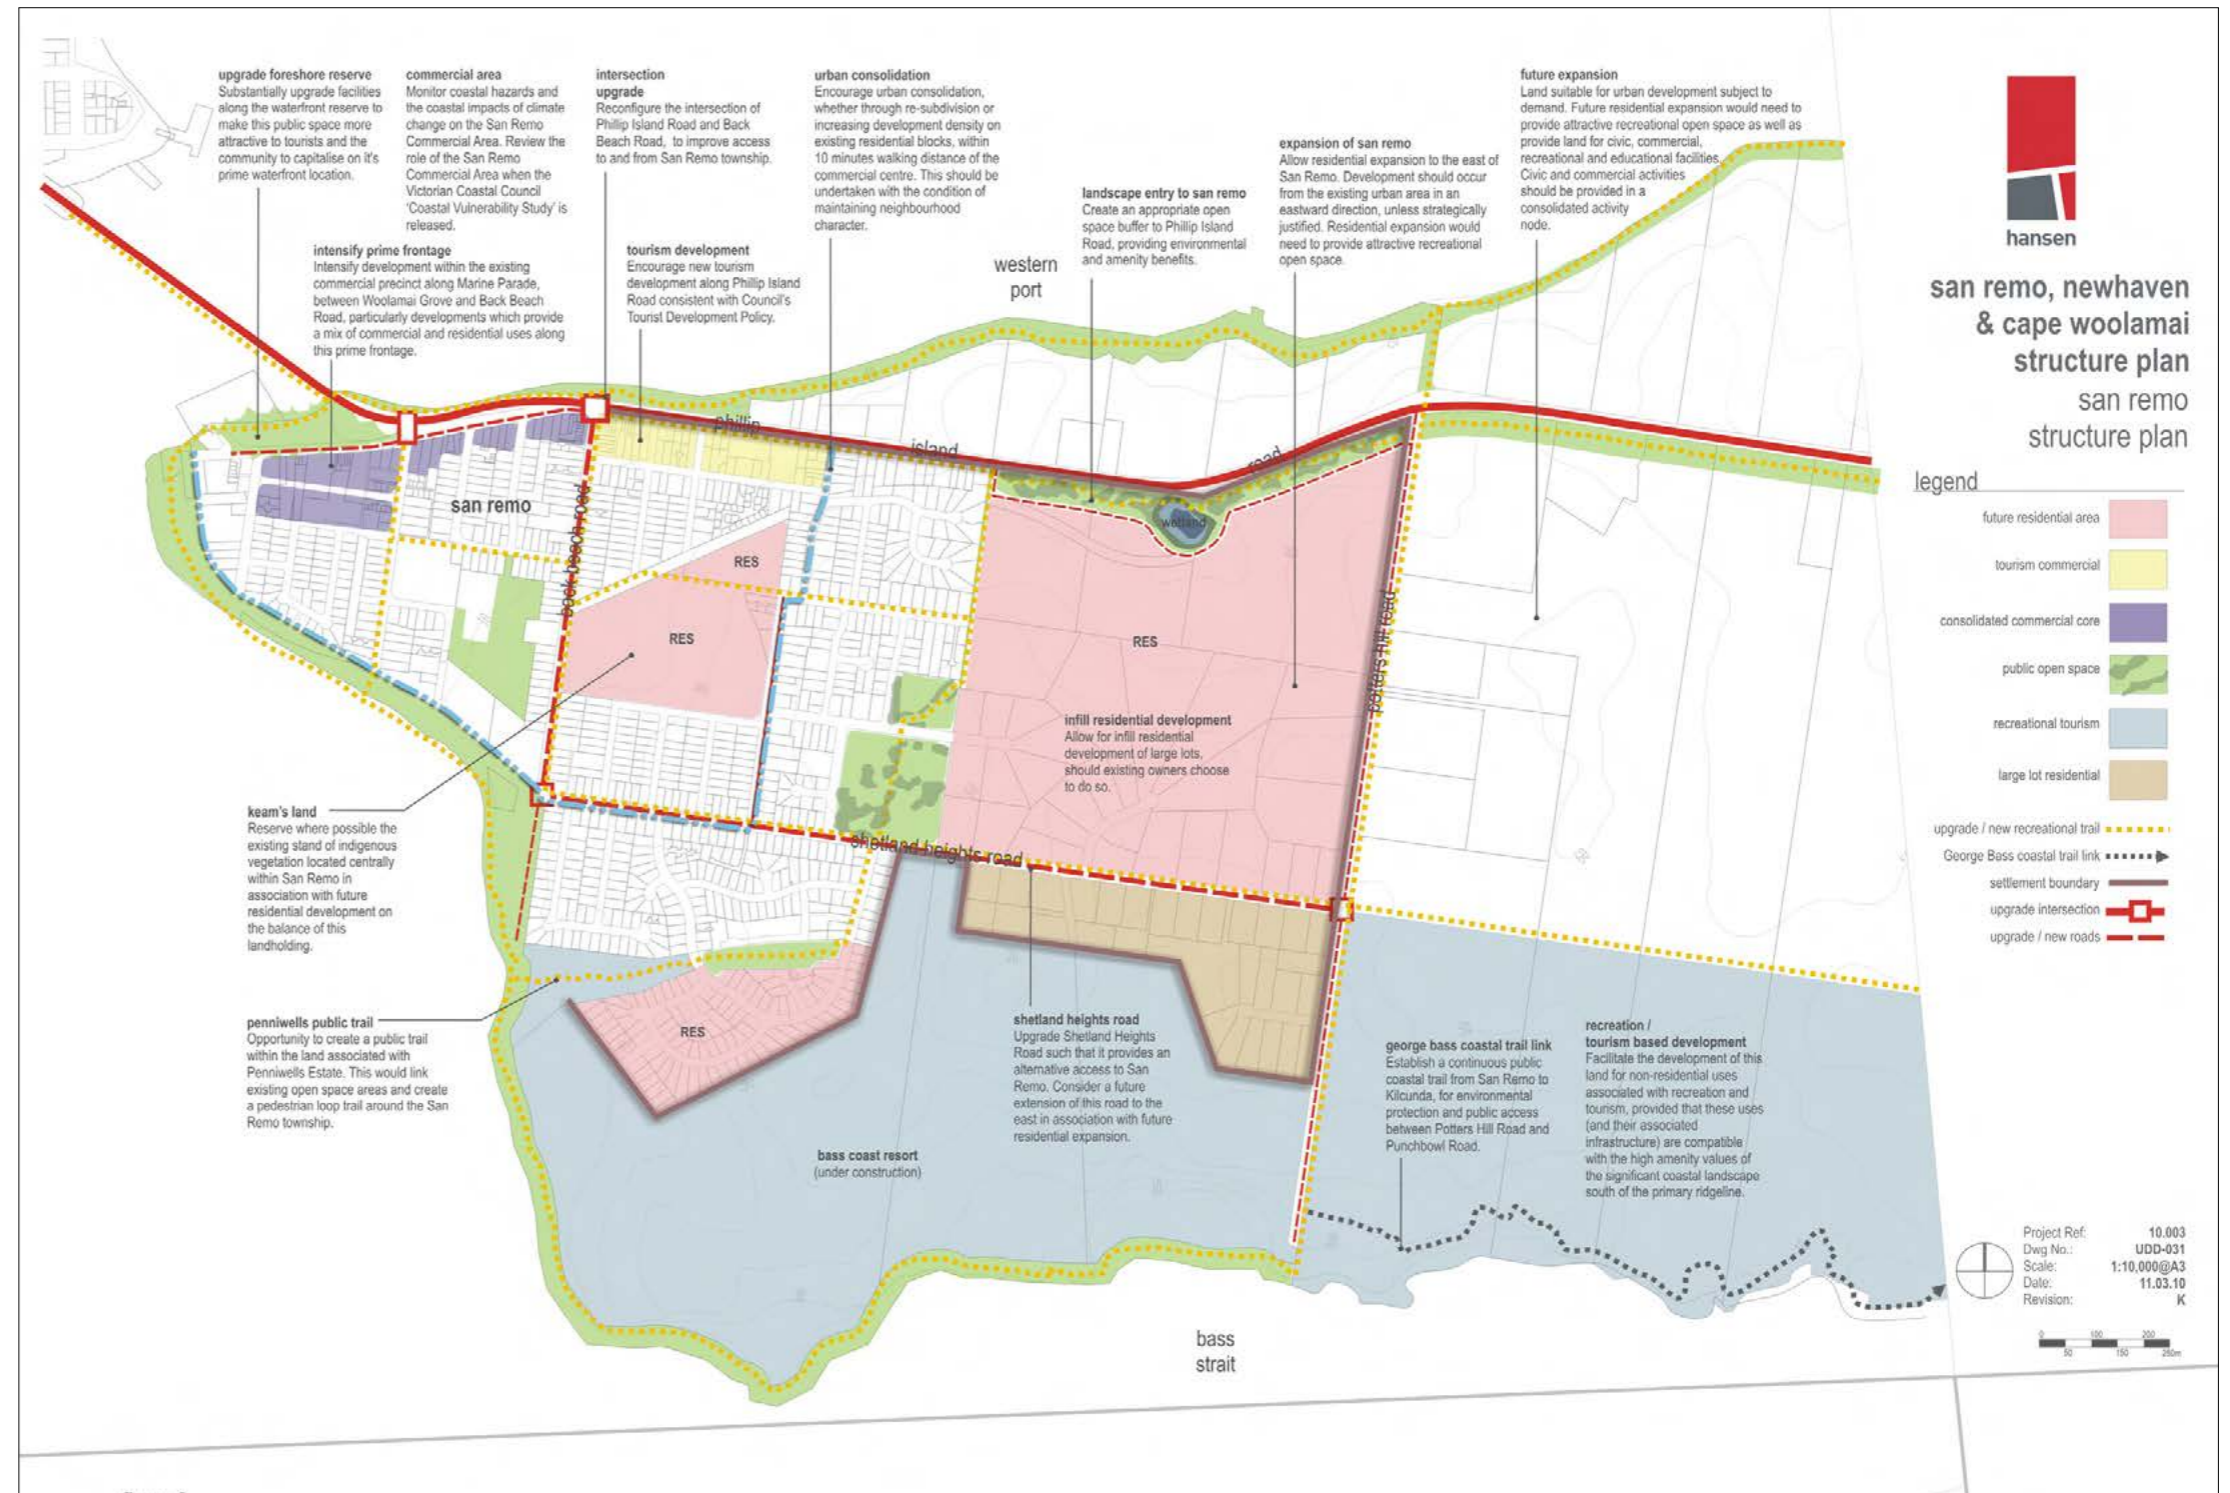 upgrade foreshore reserve
Substantially upgrade facilities
along the waterfront reserve to
make this public space more
attractive to tourists and the
community to capitalise on it's
prime waterfront location.
commercial area
Monitor coastal hazards and
the coastal impacts of climate
change on the San Remo
Commercial Area. Review the
role of the San Remo
Commercial Area when the
Victorian Coastal Council
'Coastal Vulnerability Study' is
released.
intersection
upgrade
Reconfigure the intersection of
Phillip Island Road and Back
Beach Road, to improve access
to and from San Remo township.
urban consolidation
Encourage urban consolidation,
whether through re-subdivision or
increasing development density on
existing residential blocks, within
10 minutes walking distance of the
commercial centre. This should be
undertaken with the condition of
maintaining neighbourhood
character.
future expansion
Land suitable for urban development subject to
demand. Future residential expansion would need to
provide attractive recreational open space as well as
provide land for civic, commercial,
recreational and educational facilities.
Civic and commercial activities
should be provided in a
consolidated activity
node.
expansion of san remo
Allow residential expansion to the east of
San Remo. Development should occur
from the existing urban area in an
eastward direction, unless strategically
justified. Residential expansion would
need to provide attractive recreational
open space.
landscape entry to san remo
Create an appropriate open
space buffer to Phillip Island
Road, providing environmental
and amenity benefits.
intensify prime frontage
Intensify development within the existing
commercial precinct along Marine Parade,
between Woolamai Grove and Back Beach
Road, particularly developments which provide
a mix of commercial and residential uses along
this prime frontage.
tourism development
Encourage new tourism
development along Phillip Island
Road consistent with Council's
Tourist Development Policy.
western
port
hansen
san remo, newhaven
& cape woolamai
structure plan
san remo
structure plan
legend
future residential area
tourism commercial
consolidated commercial core
public open space
recreational tourism
large lot residential
upgrade / new recreational trail
George Bass coastal trail link
settlement boundary
upgrade intersection
upgrade / new roads
phillip
island
road
san remo
back beach road
wetland
RES
RES
RES
potters hill road
infill residential development
Allow for infill residential
development of large lots,
should existing owners choose
to do so.
keam's land
Reserve where possible the
existing stand of indigenous
vegetation located centrally
within San Remo in
association with future
residential development on
the balance of this
landholding.
shetland heights road
penniwells public trail
Opportunity to create a public trail
within the land associated with
Penniwells Estate. This would link
existing open space areas and create
a pedestrian loop trail around the San
Remo township.
RES
shetland heights road
Upgrade Shetland Heights
Road such that it provides an
alternative access to San
Remo. Consider a future
extension of this road to the
east in association with future
residential expansion.
george bass coastal trail link
Establish a continuous public
coastal trail from San Remo to
Kilcunda, for environmental
protection and public access
between Potters Hill Road and
Punchbowl Road.
recreation /
tourism based development
Facilitate the development of this
land for non-residential uses
associated with recreation and
tourism, provided that these uses
(and their associated
infrastructure) are compatible
with the high amenity values of
the significant coastal landscape
south of the primary ridgeline.
bass coast resort
(under construction)
bass
strait
Project Ref: 10.003
Dwg No.: UDD-031
Scale: 1:10,000@A3
Date: 11.03.10
Revision: K
0 100 200
50 150 250m